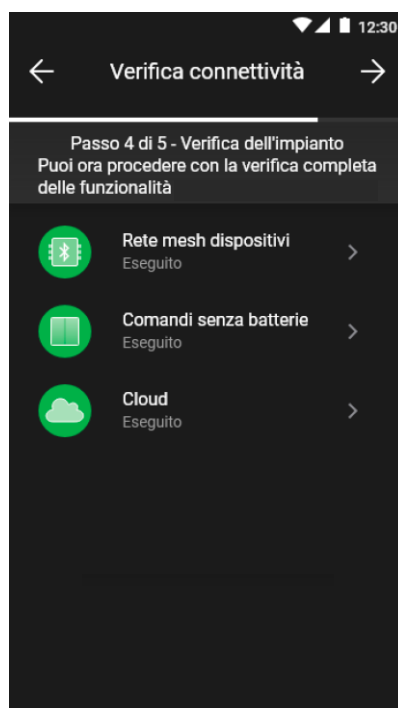 12:30
Verifica connettività
Passo 4 di 5 - Verifica dell'impianto
Puoi ora procedere con la verifica completa
delle funzionalità
Rete mesh dispositivi
Eseguito
Comandi senza batterie
Eseguito
Cloud
Eseguito